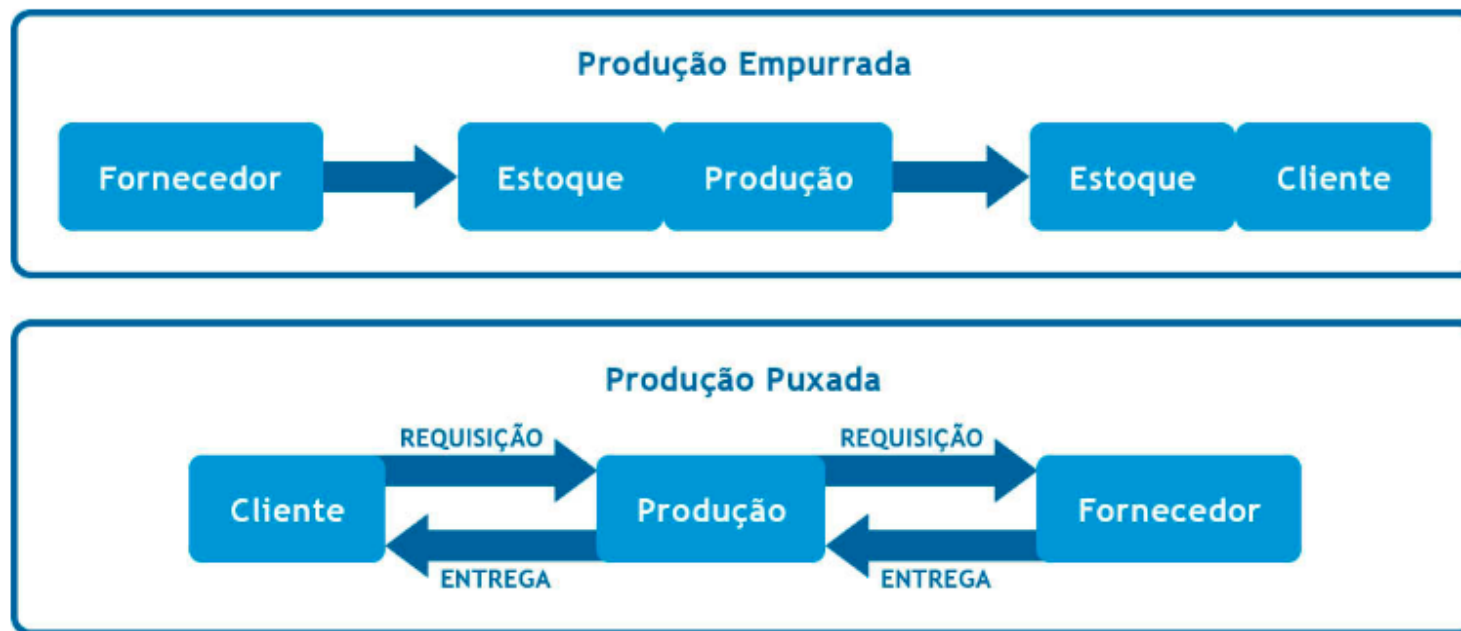 Produção Empurrada
Fornecedor
Estoque
Produção
Estoque
Cliente
Produção Puxada
REQUISIÇÃO
REQUISIÇÃO
Cliente
Produção
Fornecedor
ENTREGA
ENTREGA